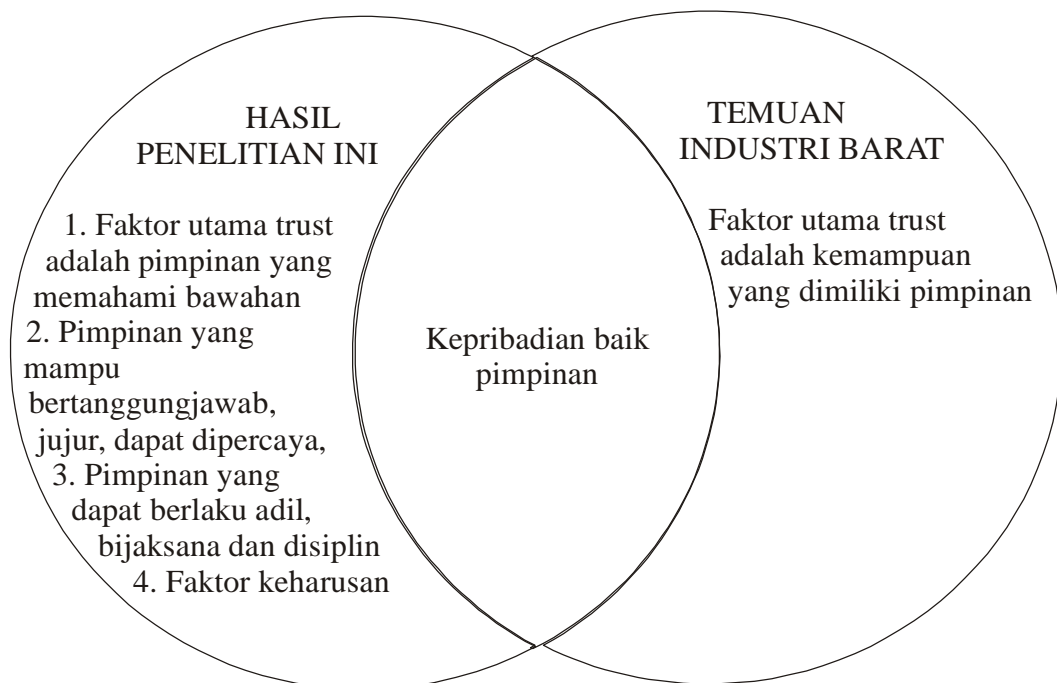 HASIL
PENELITIAN INI
1. Faktor utama trust
adalah pimpinan yang
memahami bawahan
2. Pimpinan yang
mampu
bertanggungjawab,
jujur, dapat dipercaya,
3. Pimpinan yang
dapat berlaku adil,
bijaksana dan disiplin
4. Faktor keharusan
Kepribadian baik
pimpinan
TEMUAN
INDUSTRI BARAT
Faktor utama trust
adalah kemampuan
yang dimiliki pimpinan